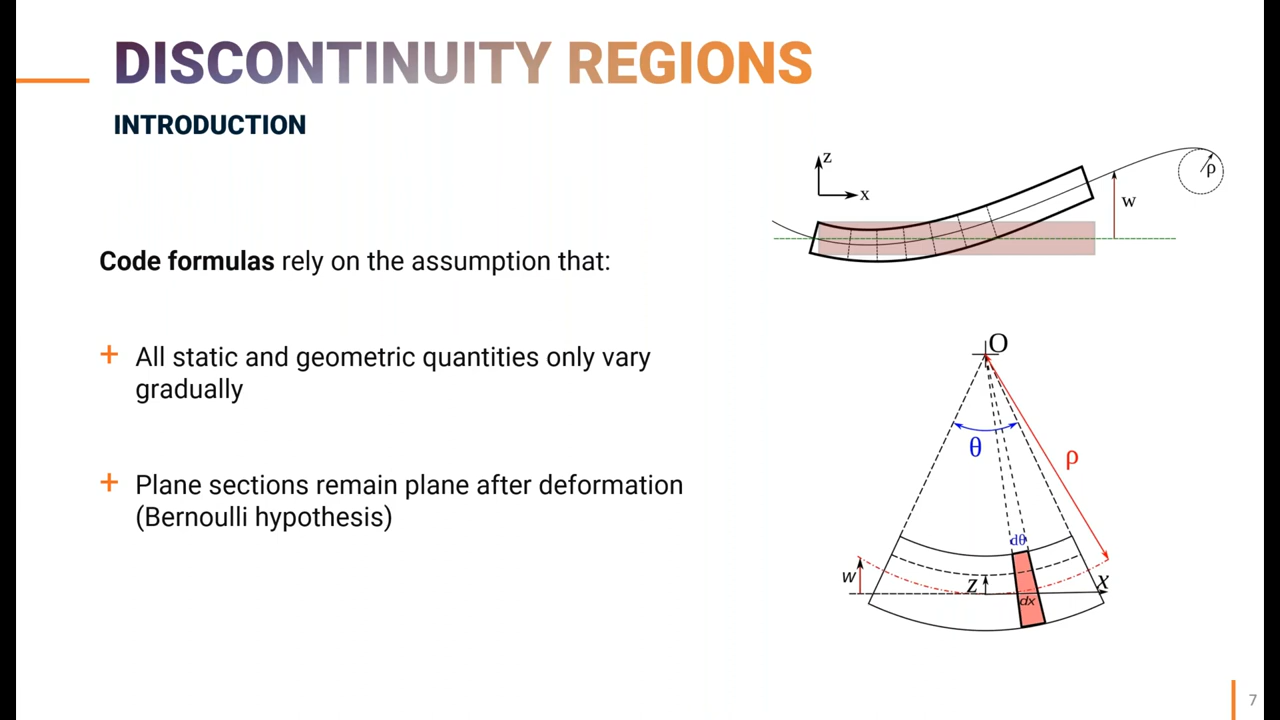 DISCONTINUITY REGIONS
INTRODUCTION
z
x
ρ
w
Code formulas rely on the assumption that:
+ All static and geometric quantities only vary
gradually
+ Plane sections remain plane after deformation
(Bernoulli hypothesis)
O
θ
ρ
dθ
w
z
x
dx
7